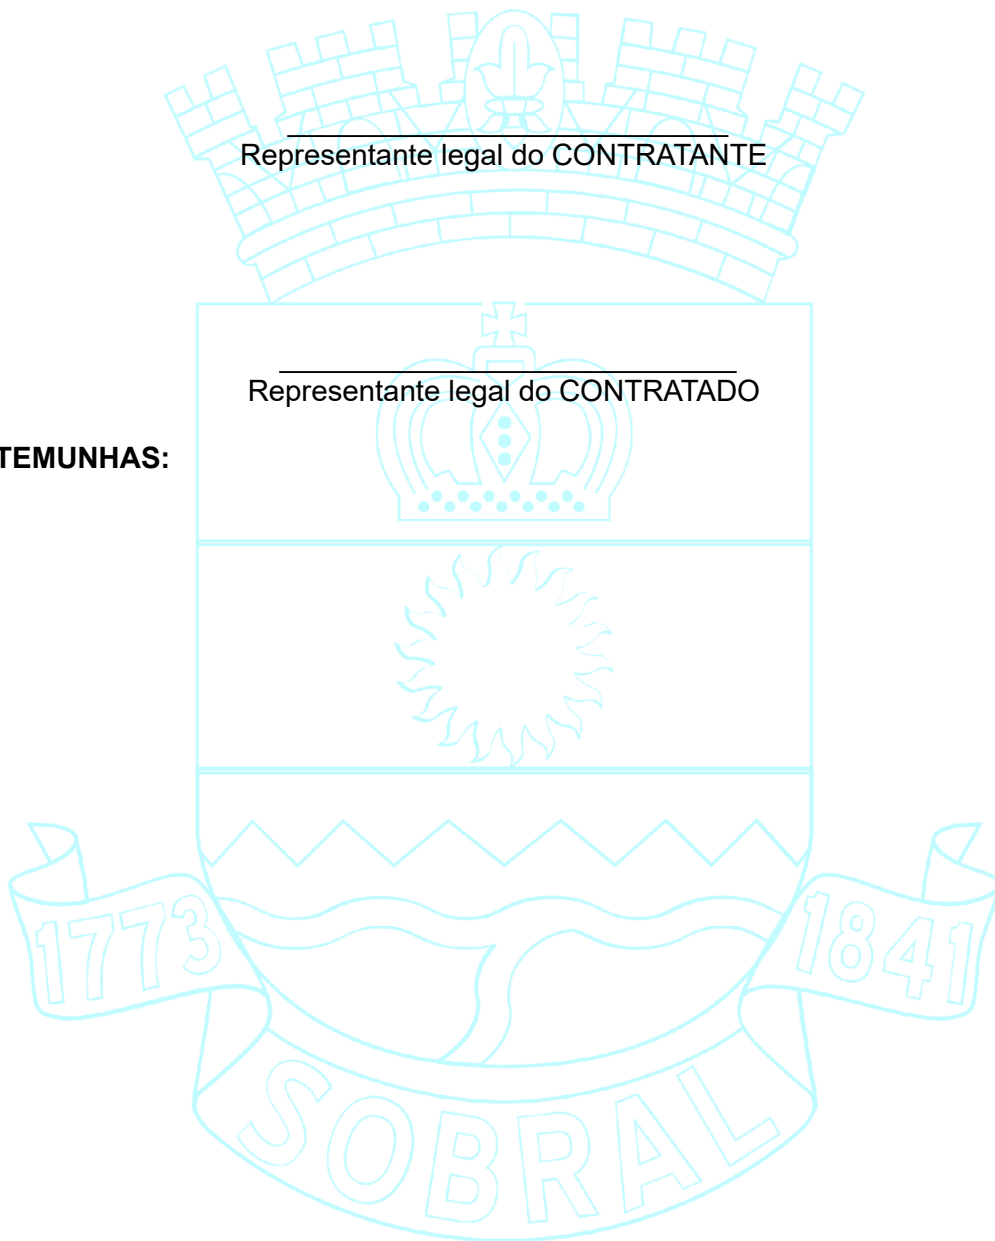 Representante legal do CONTRATANTE
Representante legal do CONTRATADO
TEMUNHAS:
1773
1841
SOBRAL